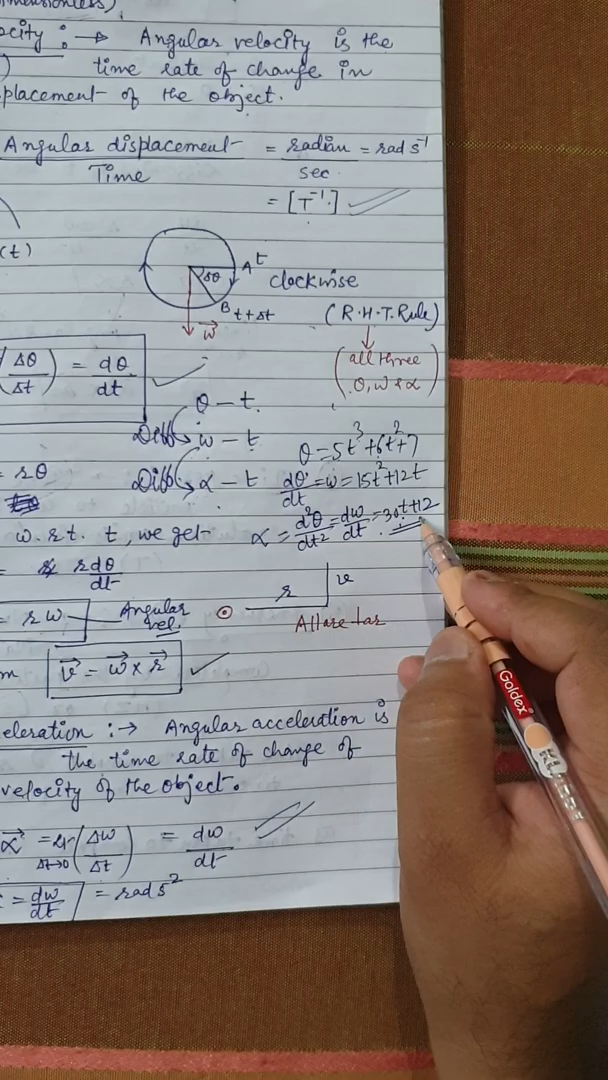 ocity :→ Angular velocity is the
time rate of change in
placement of the object.
Angular displacement = radian = rad s⁻¹
Time sec.
= [T⁻¹]
(t)
A t
Δθ
clockwise
B t+Δt
ω
(R.H.T. Rule)
(Δθ/Δt) = dθ/dt
(all three
θ, ω & α)
θ – t.
Diff ω – t
Diff α – t
θ = 5t³+6t²+7
dθ/dt = ω = 15t²+12t
= rθ
w.r.t. t, we get
α = d²θ/dt² = dω/dt = 30t+12
= r dθ/dt
r v
= rω Angular
vel.
All are ⊥ar
m v = ω × r
eleration :→ Angular acceleration is
the time rate of change of
velocity of the object.
α = Lt Δt→0 (Δω/Δt) = dω/dt
= dω/dt = rad s²
Goldex